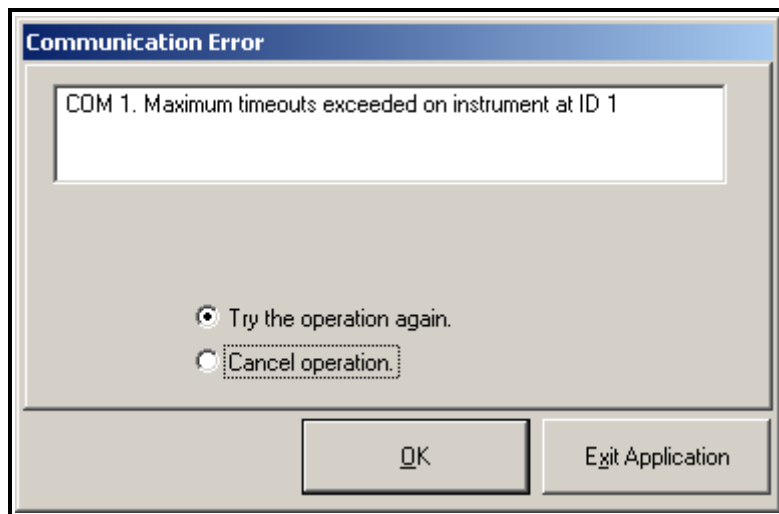 Communication Error
COM 1. Maximum timeouts exceeded on instrument at ID 1
Try the operation again.
Cancel operation.
OK
Exit Application